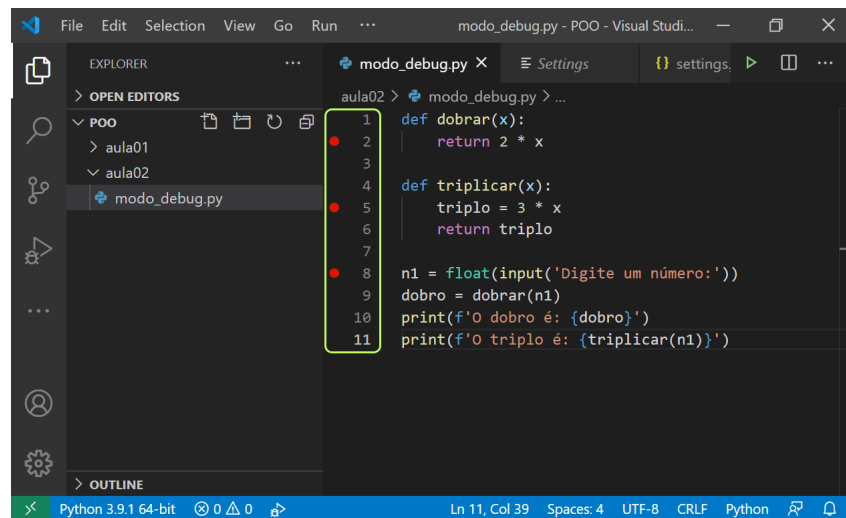 File Edit Selection View Go Run ··· modo_debug.py - POO - Visual Studi...
EXPLORER ···
OPEN EDITORS
POO
aula01
aula02
modo_debug.py
modo_debug.py Settings {} settings. ···
aula02 > modo_debug.py > ...
1 def dobrar(x):
2 return 2 * x
3
4 def triplicar(x):
5 triplo = 3 * x
6 return triplo
7
8 n1 = float(input('Digite um número:'))
9 dobro = dobrar(n1)
10 print(f'O dobro é: {dobro}')
11 print(f'O triplo é: {triplicar(n1)}')
OUTLINE
Python 3.9.1 64-bit 0 0 Ln 11, Col 39 Spaces: 4 UTF-8 CRLF Python